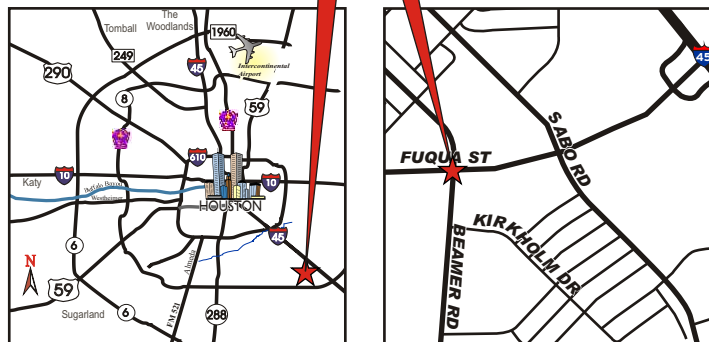 The
Woodlands
Tomball
1960
249
45
Intercontinental
Airport
290
8
59
610
10
Katy
Buffalo Bayou
Westheimer
10
HOUSTON
6
45
N
59
Almeda
FM 521
288
6
Sugarland
45
SABO RD
FUQUA ST
KIRKHOLM DR
BEAMER RD